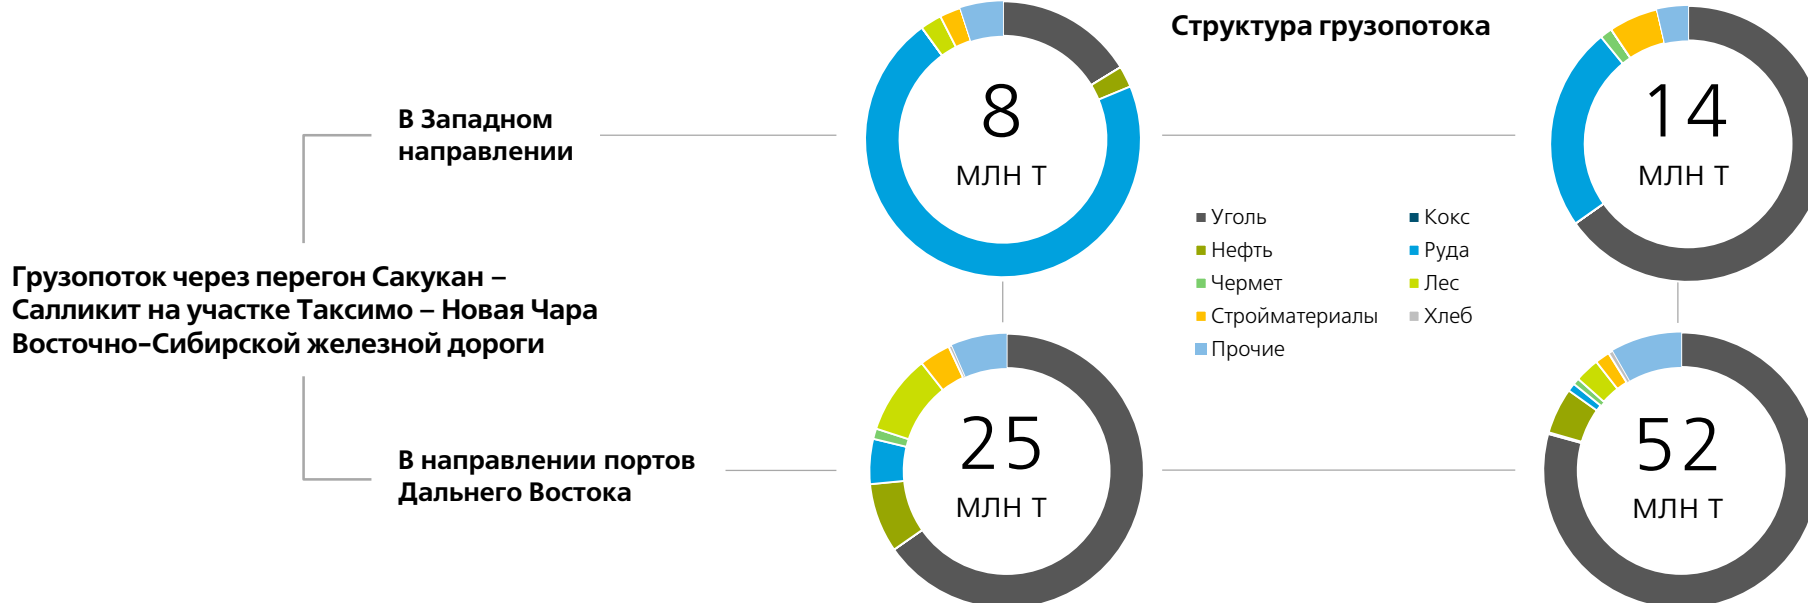 Структура грузопотока
8
МЛН Т
14
МЛН Т
В Западном
направлении
Уголь
Кокс
Нефть
Руда
Чермет
Лес
Стройматериалы
Хлеб
Прочие
Грузопоток через перегон Сакукан –
Салликит на участке Таксимо – Новая Чара
Восточно-Сибирской железной дороги
25
МЛН Т
52
МЛН Т
В направлении портов
Дальнего Востока